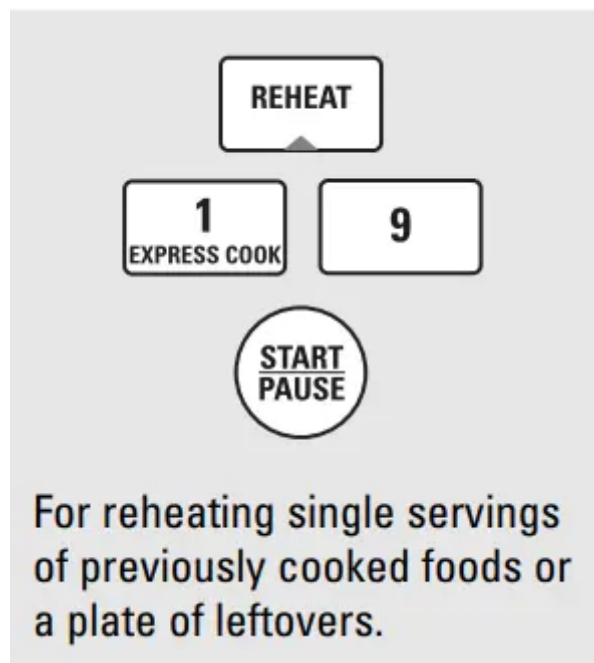 REHEAT
1 9
EXPRESS COOK
START
PAUSE
For reheating single servings
of previously cooked foods or
a plate of leftovers.